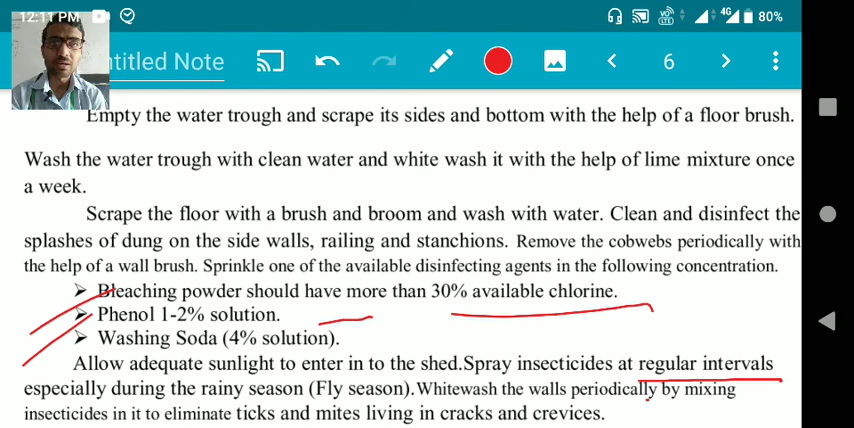 12:11 PM
4G
80%
ntitled Note
6
Empty the water trough and scrape its sides and bottom with the help of a floor brush.
Wash the water trough with clean water and white wash it with the help of lime mixture once
a week.
Scrape the floor with a brush and broom and wash with water. Clean and disinfect the
splashes of dung on the side walls, railing and stanchions. Remove the cobwebs periodically with
the help of a wall brush. Sprinkle one of the available disinfecting agents in the following concentration.
➢ Bleaching powder should have more than 30% available chlorine.
➢ Phenol 1-2% solution.
➢ Washing Soda (4% solution).
Allow adequate sunlight to enter in to the shed.Spray insecticides at regular intervals
especially during the rainy season (Fly season).Whitewash the walls periodically by mixing
insecticides in it to eliminate ticks and mites living in cracks and crevices.